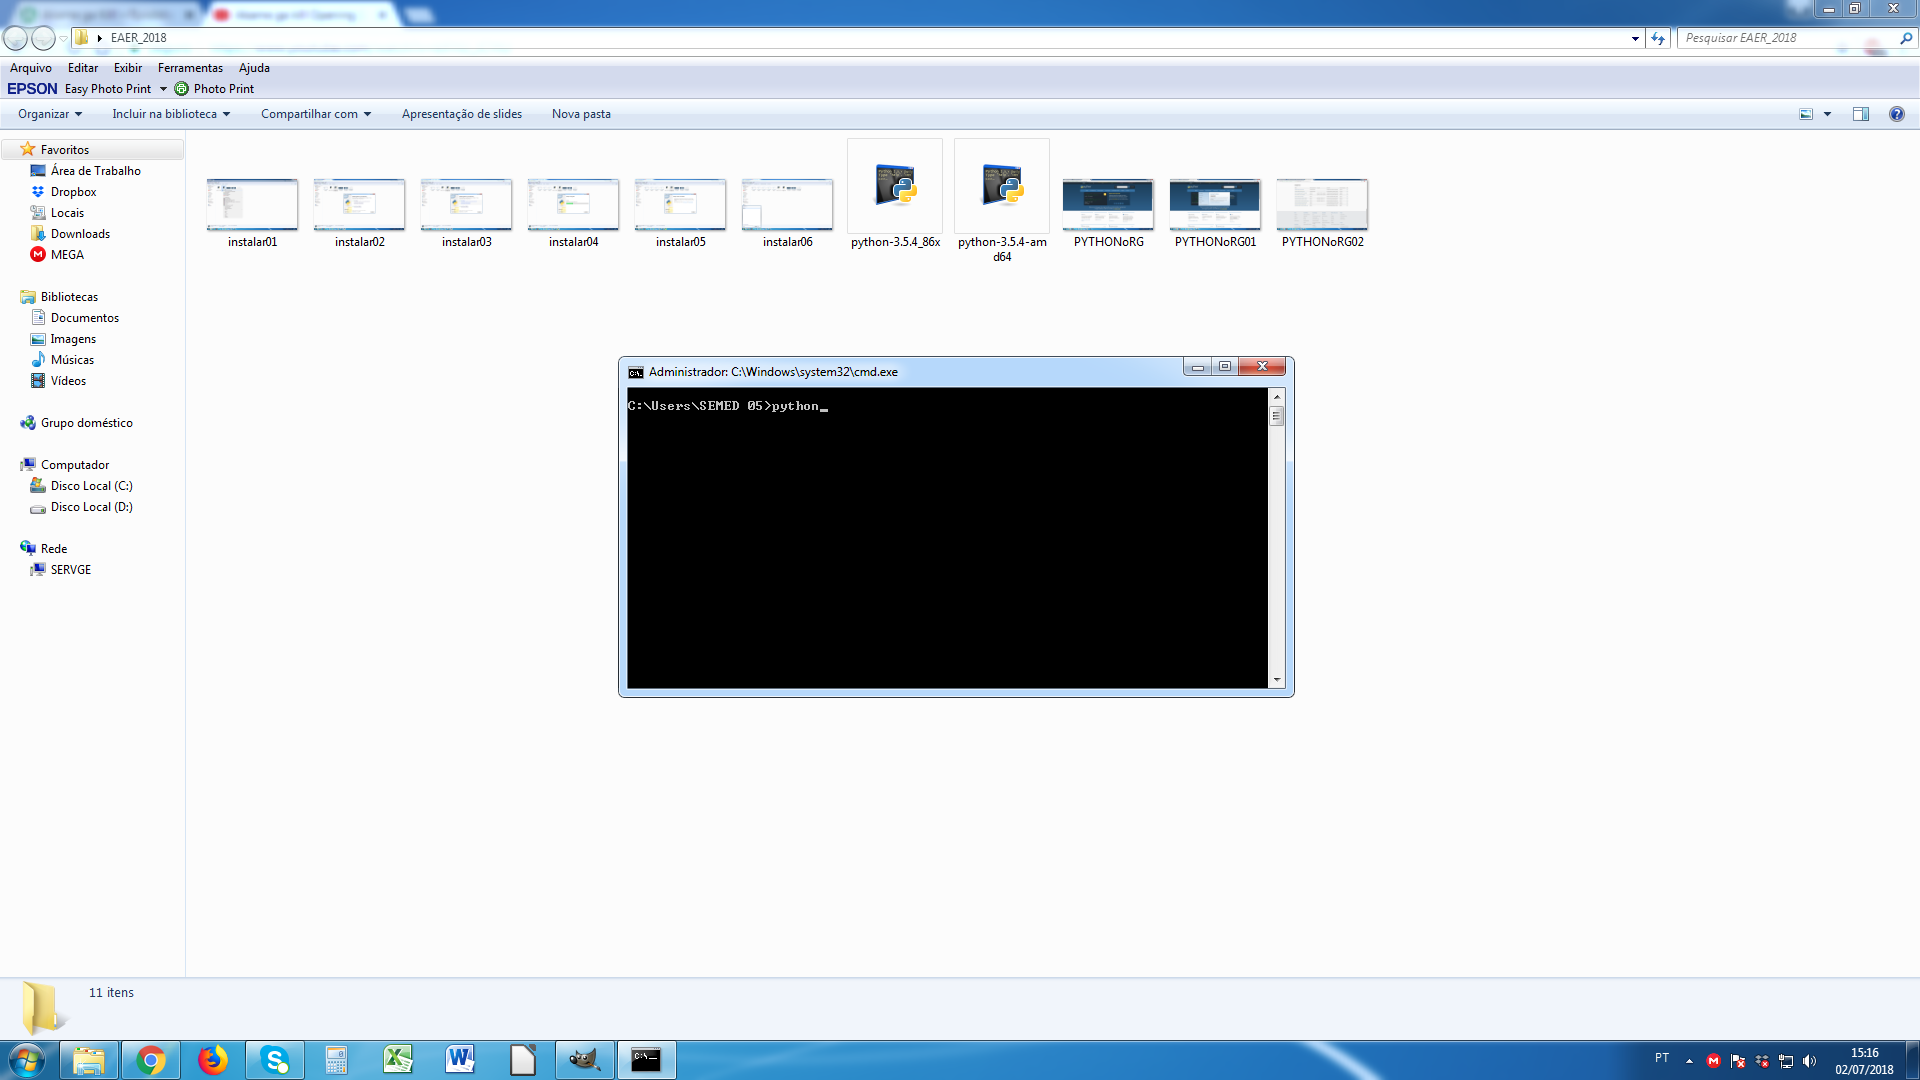 EAER_2018
Pesquisar EAER_2018
Arquivo Editar Exibir Ferramentas Ajuda
EPSON Easy Photo Print Photo Print
Organizar Incluir na biblioteca Compartilhar com Apresentação de slides Nova pasta
Favoritos
Área de Trabalho
Dropbox
Locais
Downloads
MEGA
Bibliotecas
Documentos
Imagens
Músicas
Vídeos
Grupo doméstico
Computador
Disco Local (C:)
Disco Local (D:)
Rede
SERVGE
instalar01
instalar02
instalar03
instalar04
instalar05
instalar06
python-3.5.4_86x
python-3.5.4-am
d64
PYTHONoRG
PYTHONoRG01
PYTHONoRG02
Administrador: C:\Windows\system32\cmd.exe
C:\Users\SEMED 05>python_
11 itens
PT
15:16
02/07/2018